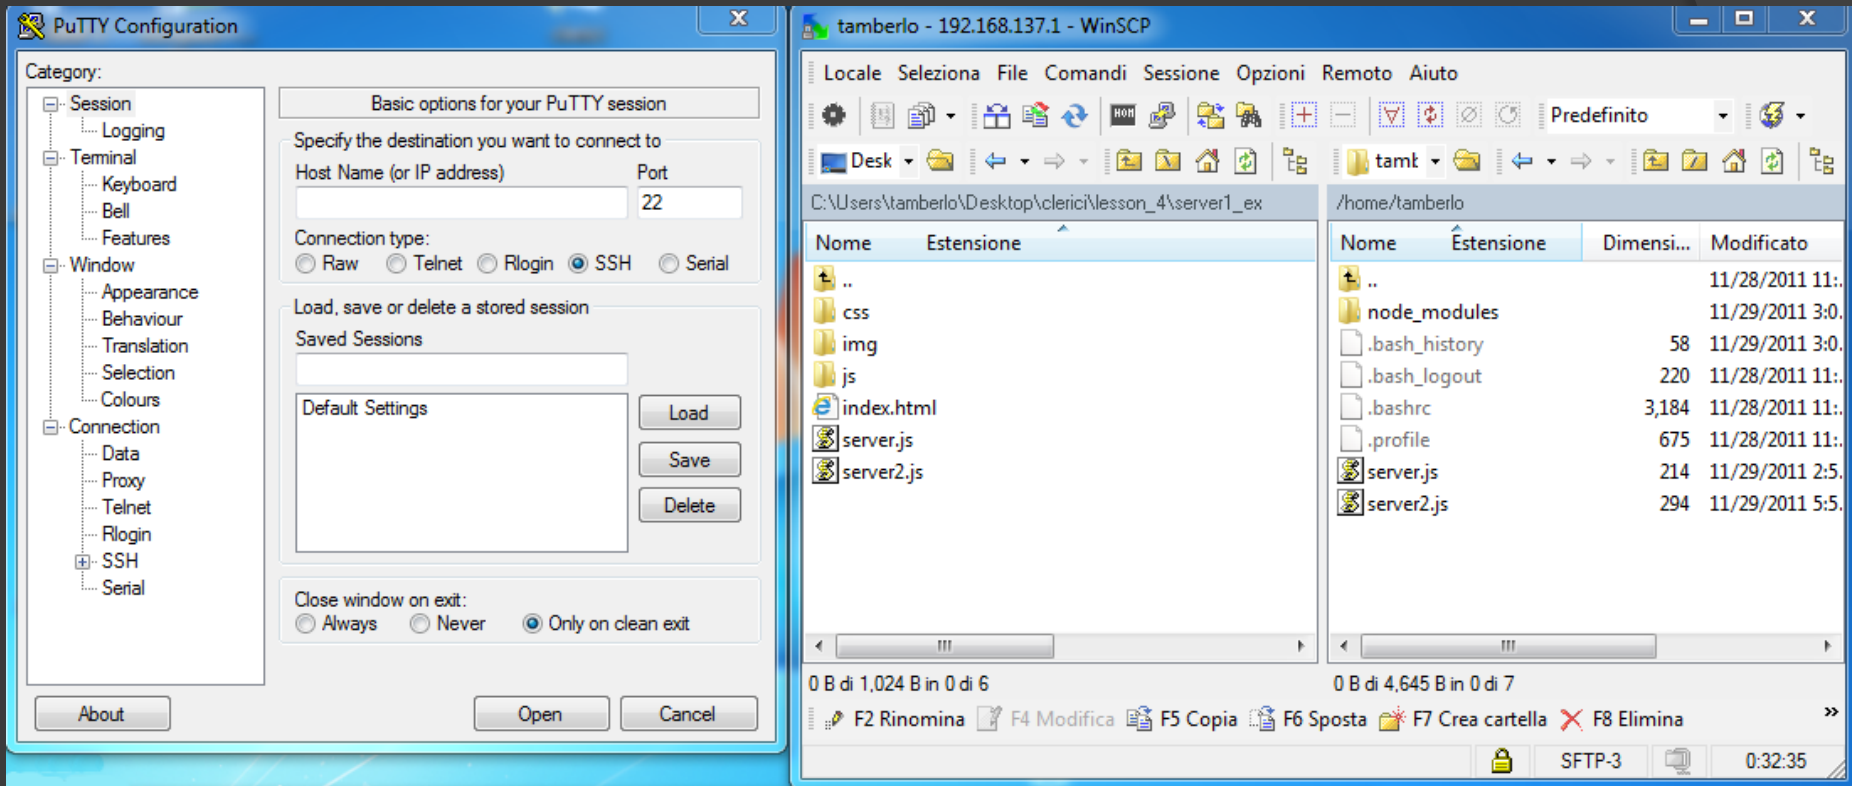 PuTTY Configuration
Category:
Session
Logging
Terminal
Keyboard
Bell
Features
Window
Appearance
Behaviour
Translation
Selection
Colours
Connection
Data
Proxy
Telnet
Rlogin
SSH
Serial
Basic options for your PuTTY session
Specify the destination you want to connect to
Host Name (or IP address) Port
22
Connection type:
Raw Telnet Rlogin SSH Serial
Load, save or delete a stored session
Saved Sessions
Default Settings
Load
Save
Delete
Close window on exit:
Always Never Only on clean exit
About Open Cancel
tamberlo - 192.168.137.1 - WinSCP
Locale Seleziona File Comandi Sessione Opzioni Remoto Aiuto
Predefinito
Desk
C:\Users\tamberlo\Desktop\clerici\lesson_4\server1_ex
Nome Estensione
..
css
img
js
index.html
server.js
server2.js
0 B di 1,024 B in 0 di 6
tamb
/home/tamberlo
Nome Estensione Dimensi... Modificato
.. 11/28/2011 11:.
node_modules 11/29/2011 3:0.
.bash_history 58 11/29/2011 3:0.
.bash_logout 220 11/28/2011 11:.
.bashrc 3,184 11/28/2011 11:.
.profile 675 11/28/2011 11:.
server.js 214 11/29/2011 2:5.
server2.js 294 11/29/2011 5:5.
0 B di 4,645 B in 0 di 7
F2 Rinomina F4 Modifica F5 Copia F6 Sposta F7 Crea cartella F8 Elimina »
SFTP-3 0:32:35